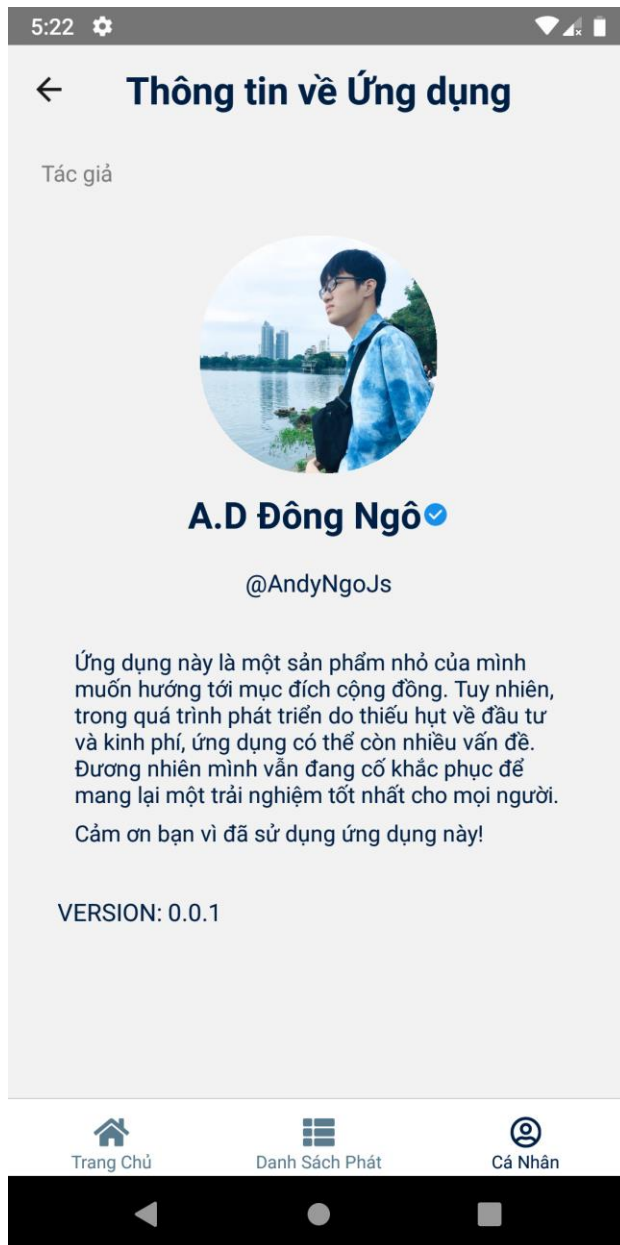 5:22
Thông tin về Ứng dụng
Tác giả
A.D Đông Ngô
@AndyNgoJs
Ứng dụng này là một sản phẩm nhỏ của mình
muốn hướng tới mục đích cộng đồng. Tuy nhiên,
trong quá trình phát triển do thiếu hụt về đầu tư
và kinh phí, ứng dụng có thể còn nhiều vấn đề.
Đương nhiên mình vẫn đang cố khắc phục để
mang lại một trải nghiệm tốt nhất cho mọi người.
Cảm ơn bạn vì đã sử dụng ứng dụng này!
VERSION: 0.0.1
Trang Chủ
Danh Sách Phát
Cá Nhân